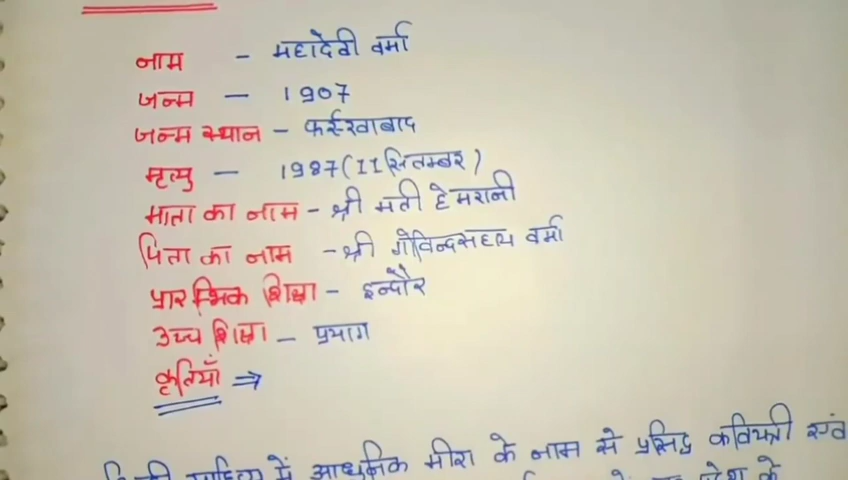 नाम - महादेवी वर्मा
जन्म - 1907
जन्म स्थान - फर्रुखाबाद
मृत्यु - 1987 (11 सितम्बर)
माता का नाम - श्री मती हेमरानी
पिता का नाम - श्री गोविन्दसहाय वर्मा
प्रारम्भिक शिक्षा - इन्दौर
उच्च शिक्षा - प्रयाग
कृतियाँ ⇒
साहित्य में आधुनिक मीरा के नाम से प्रसिद्ध कवियत्री एवं